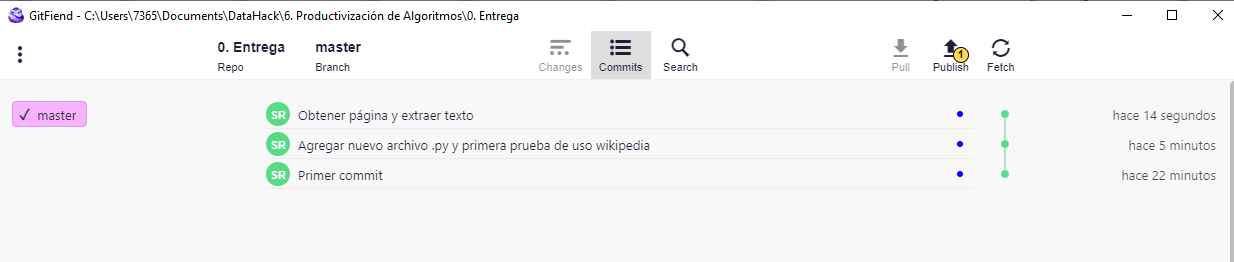 GitFiend - C:\Users\7365\Documents\DataHack\6. Productivización de Algoritmos\0. Entrega
0. Entrega master
Repo Branch
Changes Commits Search
Pull Publish 1 Fetch
master
SR Obtener página y extraer texto hace 14 segundos
SR Agregar nuevo archivo .py y primera prueba de uso wikipedia hace 5 minutos
SR Primer commit hace 22 minutos